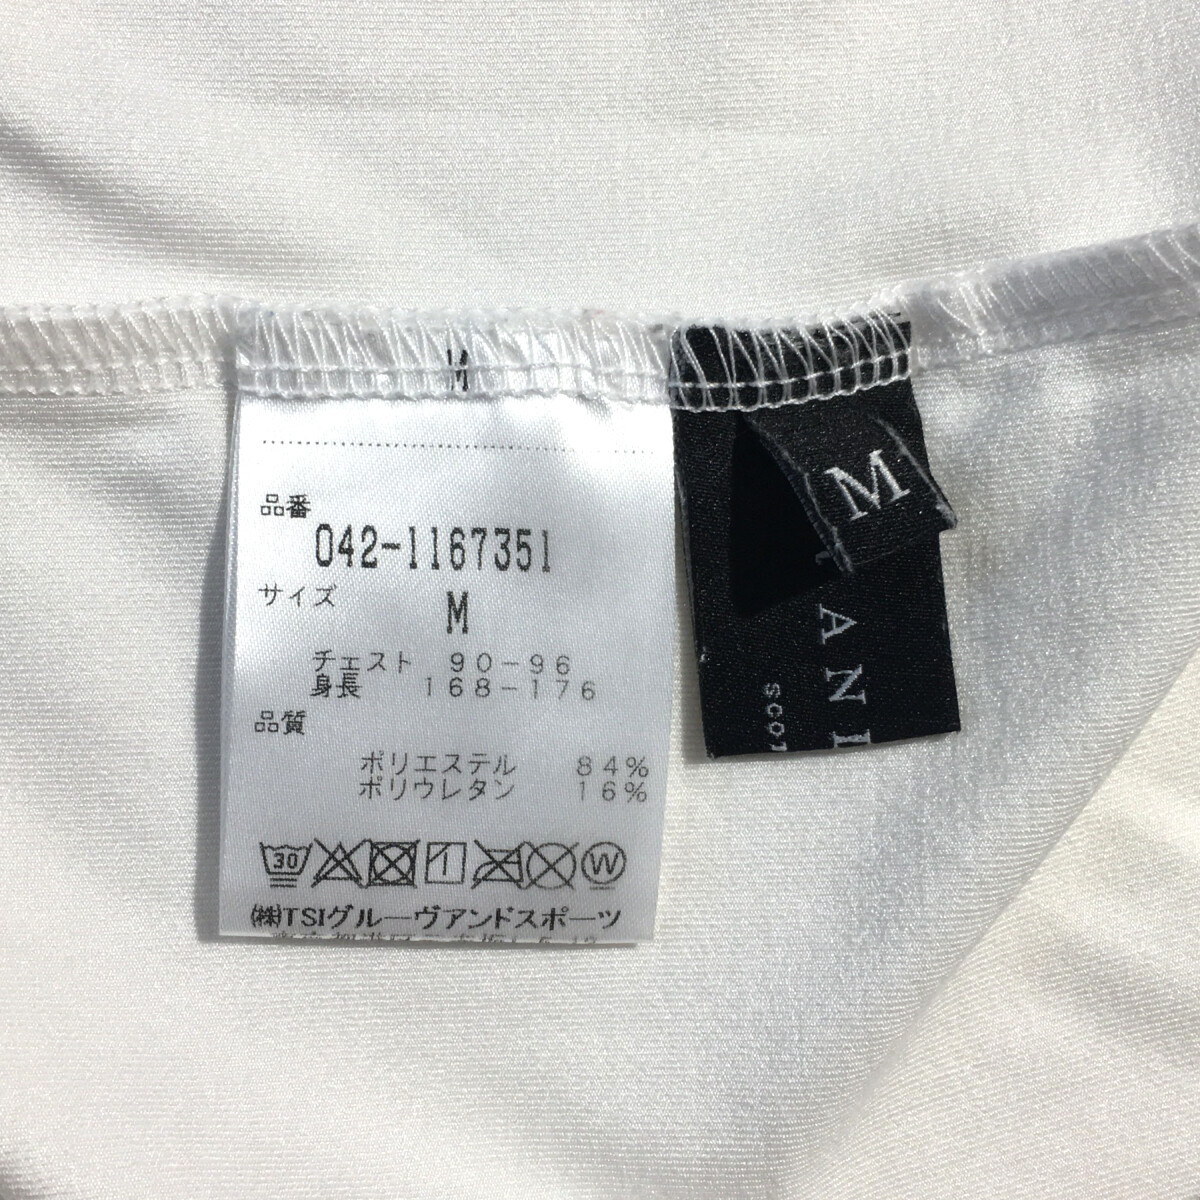 M
品番
042-1167351
サイズ
M
チェスト 90-96
身長 168-176
品質
ポリエステル 84%
ポリウレタン 16%
30
W
㈱TSIグルーヴアンドスポーツ
M